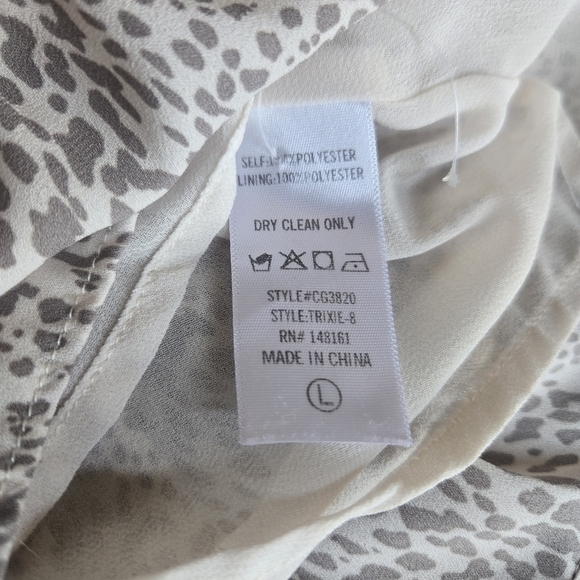 SELF:100%POLYESTER
LINING:100%POLYESTER
DRY CLEAN ONLY
STYLE#CG3820
STYLE:TRIXIE-8
RN# 148161
MADE IN CHINA
L